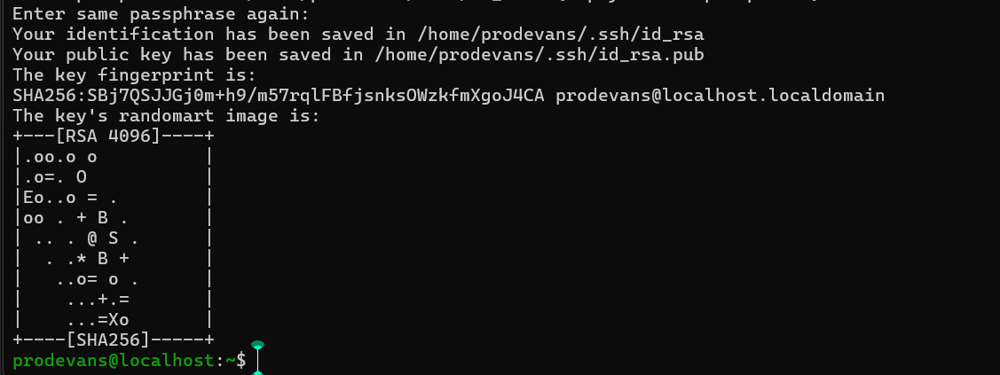 Enter same passphrase again:
Your identification has been saved in /home/prodevans/.ssh/id_rsa
Your public key has been saved in /home/prodevans/.ssh/id_rsa.pub
The key fingerprint is:
SHA256:SBj7QSJJGj0m+h9/m57rqlFBfjsnksOWzkfmXgoJ4CA prodevans@localhost.localdomain
The key's randomart image is:
+---[RSA 4096]----+
|.oo.o o          |
|.o=. O           |
|Eo..o = .        |
|oo . + B .       |
| .. . @ S .      |
|  . .* B +       |
|   ..o= o .      |
|    ...+.=       |
|    ...=Xo       |
+----[SHA256]-----+
prodevans@localhost:~$